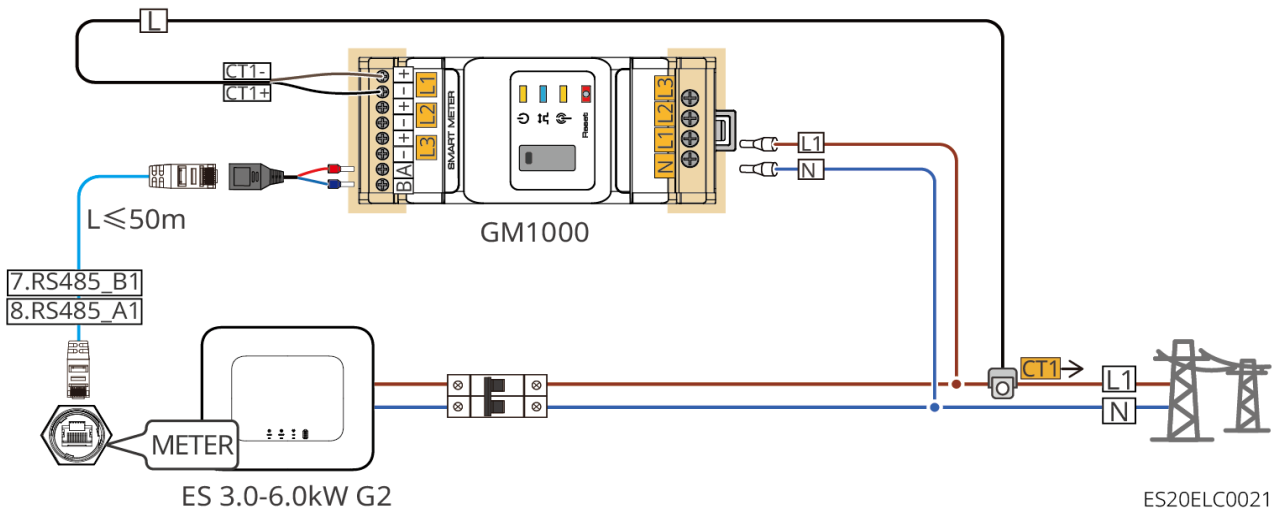 L
CT1-
CT1+
+
-
+
-
+
-
A
B
L1
L2
L3
SMART METER
Reset
L3
L2
L1
N
L1
N
L≤50m
GM1000
7.RS485_B1
8.RS485_A1
CT1
L1
N
METER
ES 3.0-6.0kW G2
ES20ELC0021